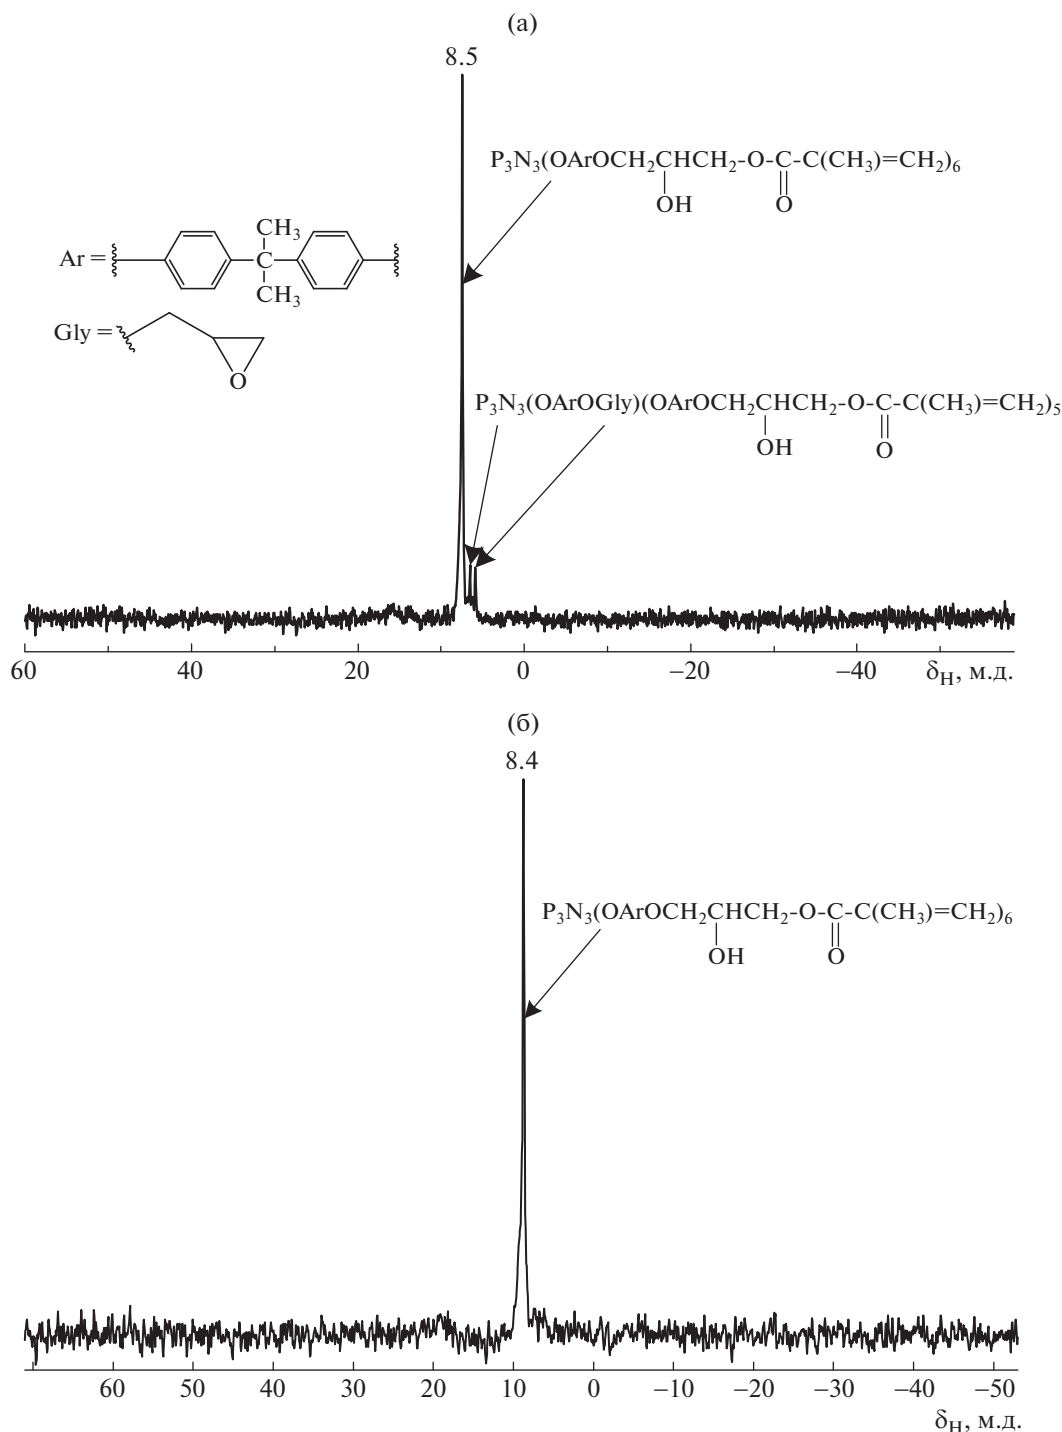 (а)
8.5
P₃N₃(OArOCH₂CHCH₂-O-C-C(CH₃)=CH₂)₆
OH O
CH₃
Ar = C
CH₃
Gly =
O
P₃N₃(OArOGly)(OArOCH₂CHCH₂-O-C-C(CH₃)=CH₂)₅
OH O
60 40 20 0 −20 −40 δH, м.д.
(б)
8.4
P₃N₃(OArOCH₂CHCH₂-O-C-C(CH₃)=CH₂)₆
OH O
60 50 40 30 20 10 0 −10 −20 −30 −40 −50
δH, м.д.